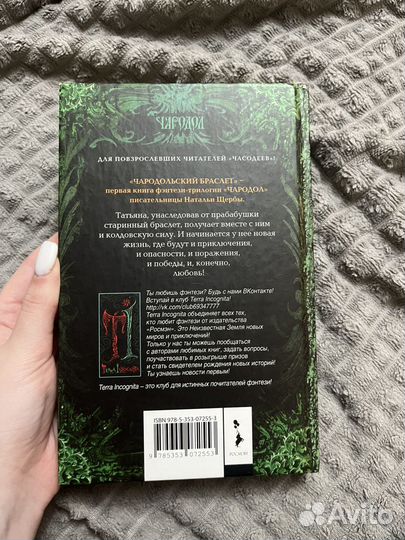 ЧАРОДОЛ
ДЛЯ ПОВЗРОСЛЕВШИХ ЧИТАТЕЛЕЙ «ЧАСОДЕЕВ»!
«ЧАРОДОЛЬСКИЙ БРАСЛЕТ» –
первая книга фэнтези-трилогии «ЧАРОДОЛ»
писательницы Натальи Щербы.
Татьяна, унаследовав от прабабушки
старинный браслет, получает вместе с ним
и колдовскую силу. И начинается у нее новая
жизнь, где будут и приключения,
и опасности, и поражения,
и победы, и, конечно,
любовь!
Ты любишь фэнтези? Будь с нами ВКонтакте!
Вступай в клуб Terra Incognita!
http://vk.com/club69347777
Terra Incognita объединяет всех тех,
кто любит фэнтези от издательства
«Росмэн». Это Неизвестная Земля новых
миров и приключений!
Только у нас ты можешь пообщаться
с авторами любимых книг, задать вопросы,
поучаствовать в розыгрыше призов
и стать свидетелем рождения новых историй!
Ты узнаешь новости первым!
Terra Incognita
Terra Incognita – это клуб для истинных почитателей фэнтези!
ISBN 978-5-353-07255-3
9 785353 072553
РОСМЭН
Avito